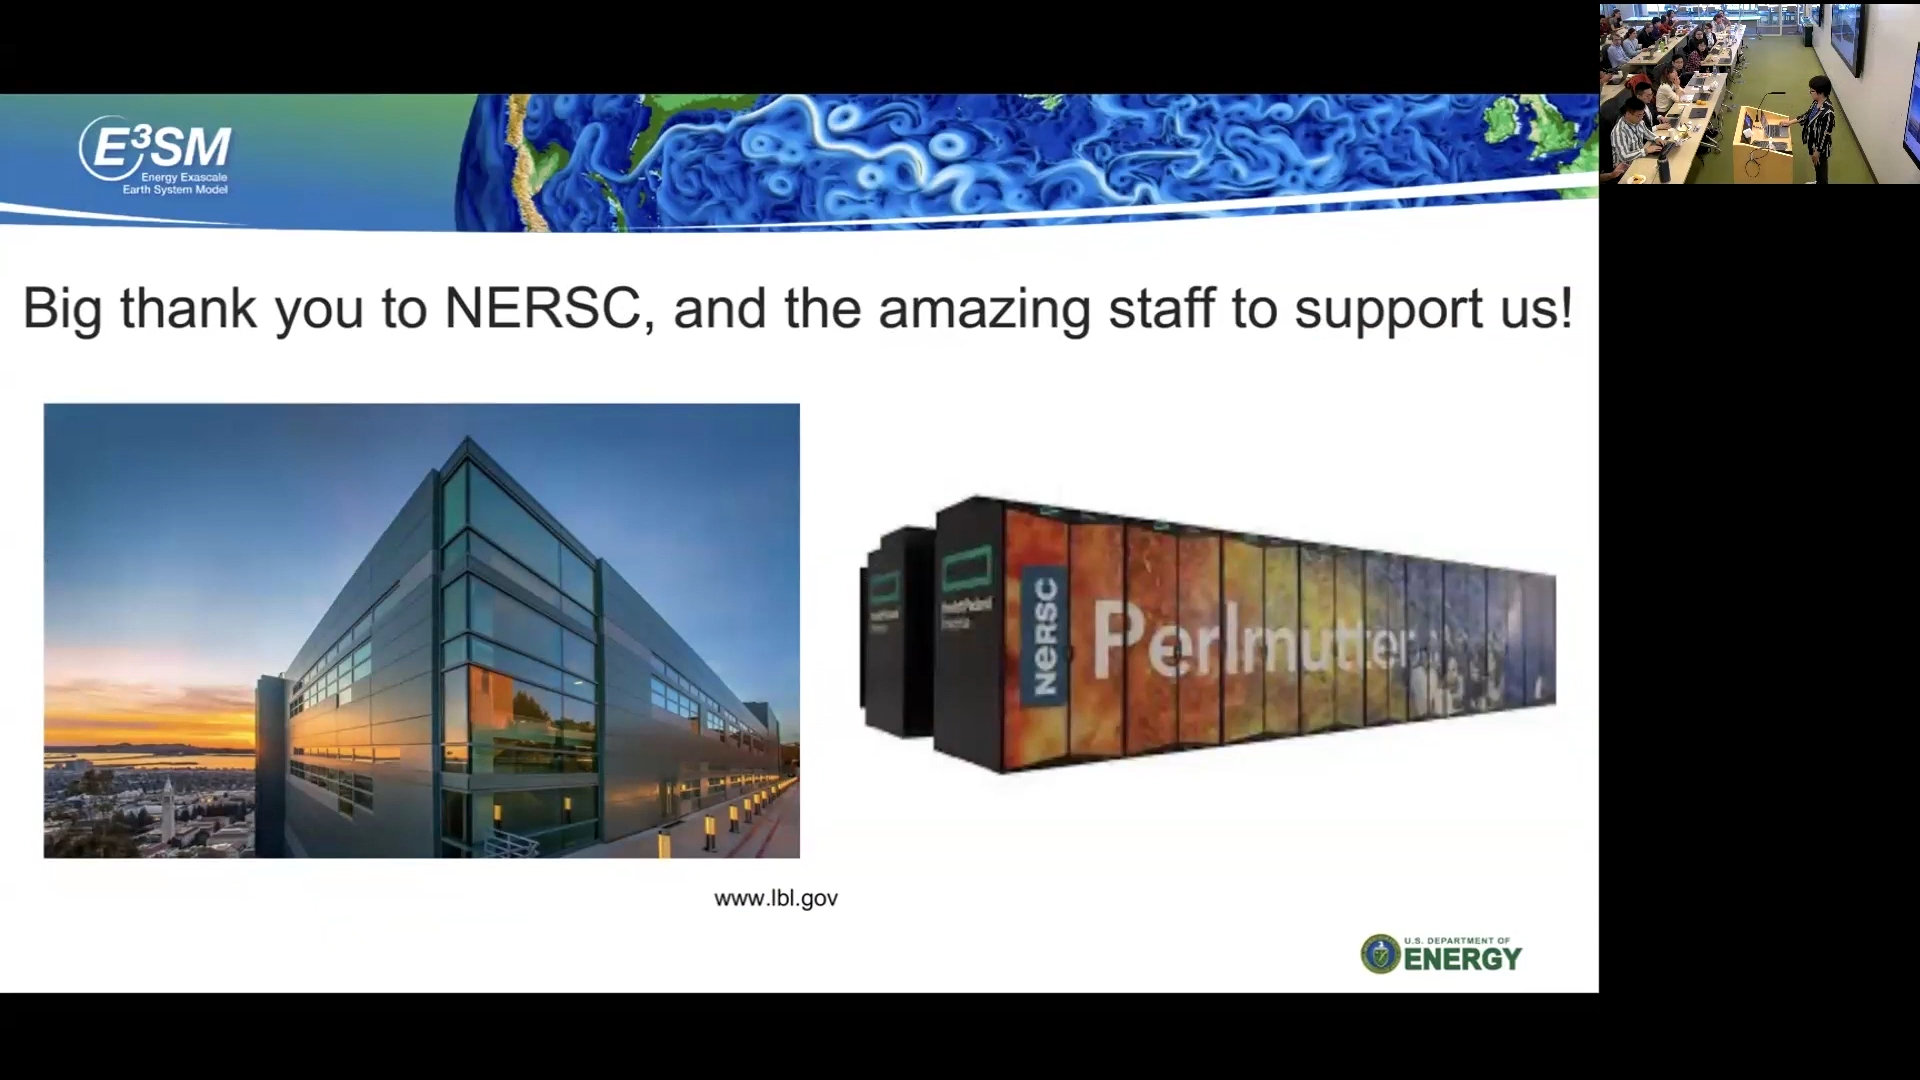 E³SM
Energy Exascale
Earth System Model
Big thank you to NERSC, and the amazing staff to support us!
NERSC
Perlmutter
www.lbl.gov
U.S. DEPARTMENT OF
ENERGY